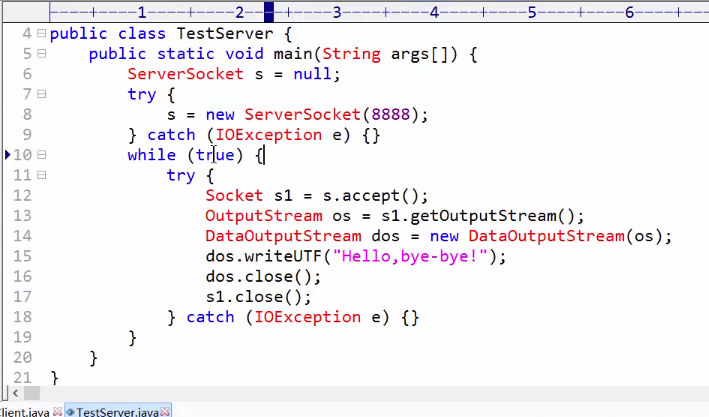 1 2 3 4 5 6
4 public class TestServer {
5 public static void main(String args[]) {
6 ServerSocket s = null;
7 try {
8 s = new ServerSocket(8888);
9 } catch (IOException e) {}
10 while (true) {
11 try {
12 Socket s1 = s.accept();
13 OutputStream os = s1.getOutputStream();
14 DataOutputStream dos = new DataOutputStream(os);
15 dos.writeUTF("Hello,bye-bye!");
16 dos.close();
17 s1.close();
18 } catch (IOException e) {}
19 }
20 }
21 }
Client.java TestServer.java